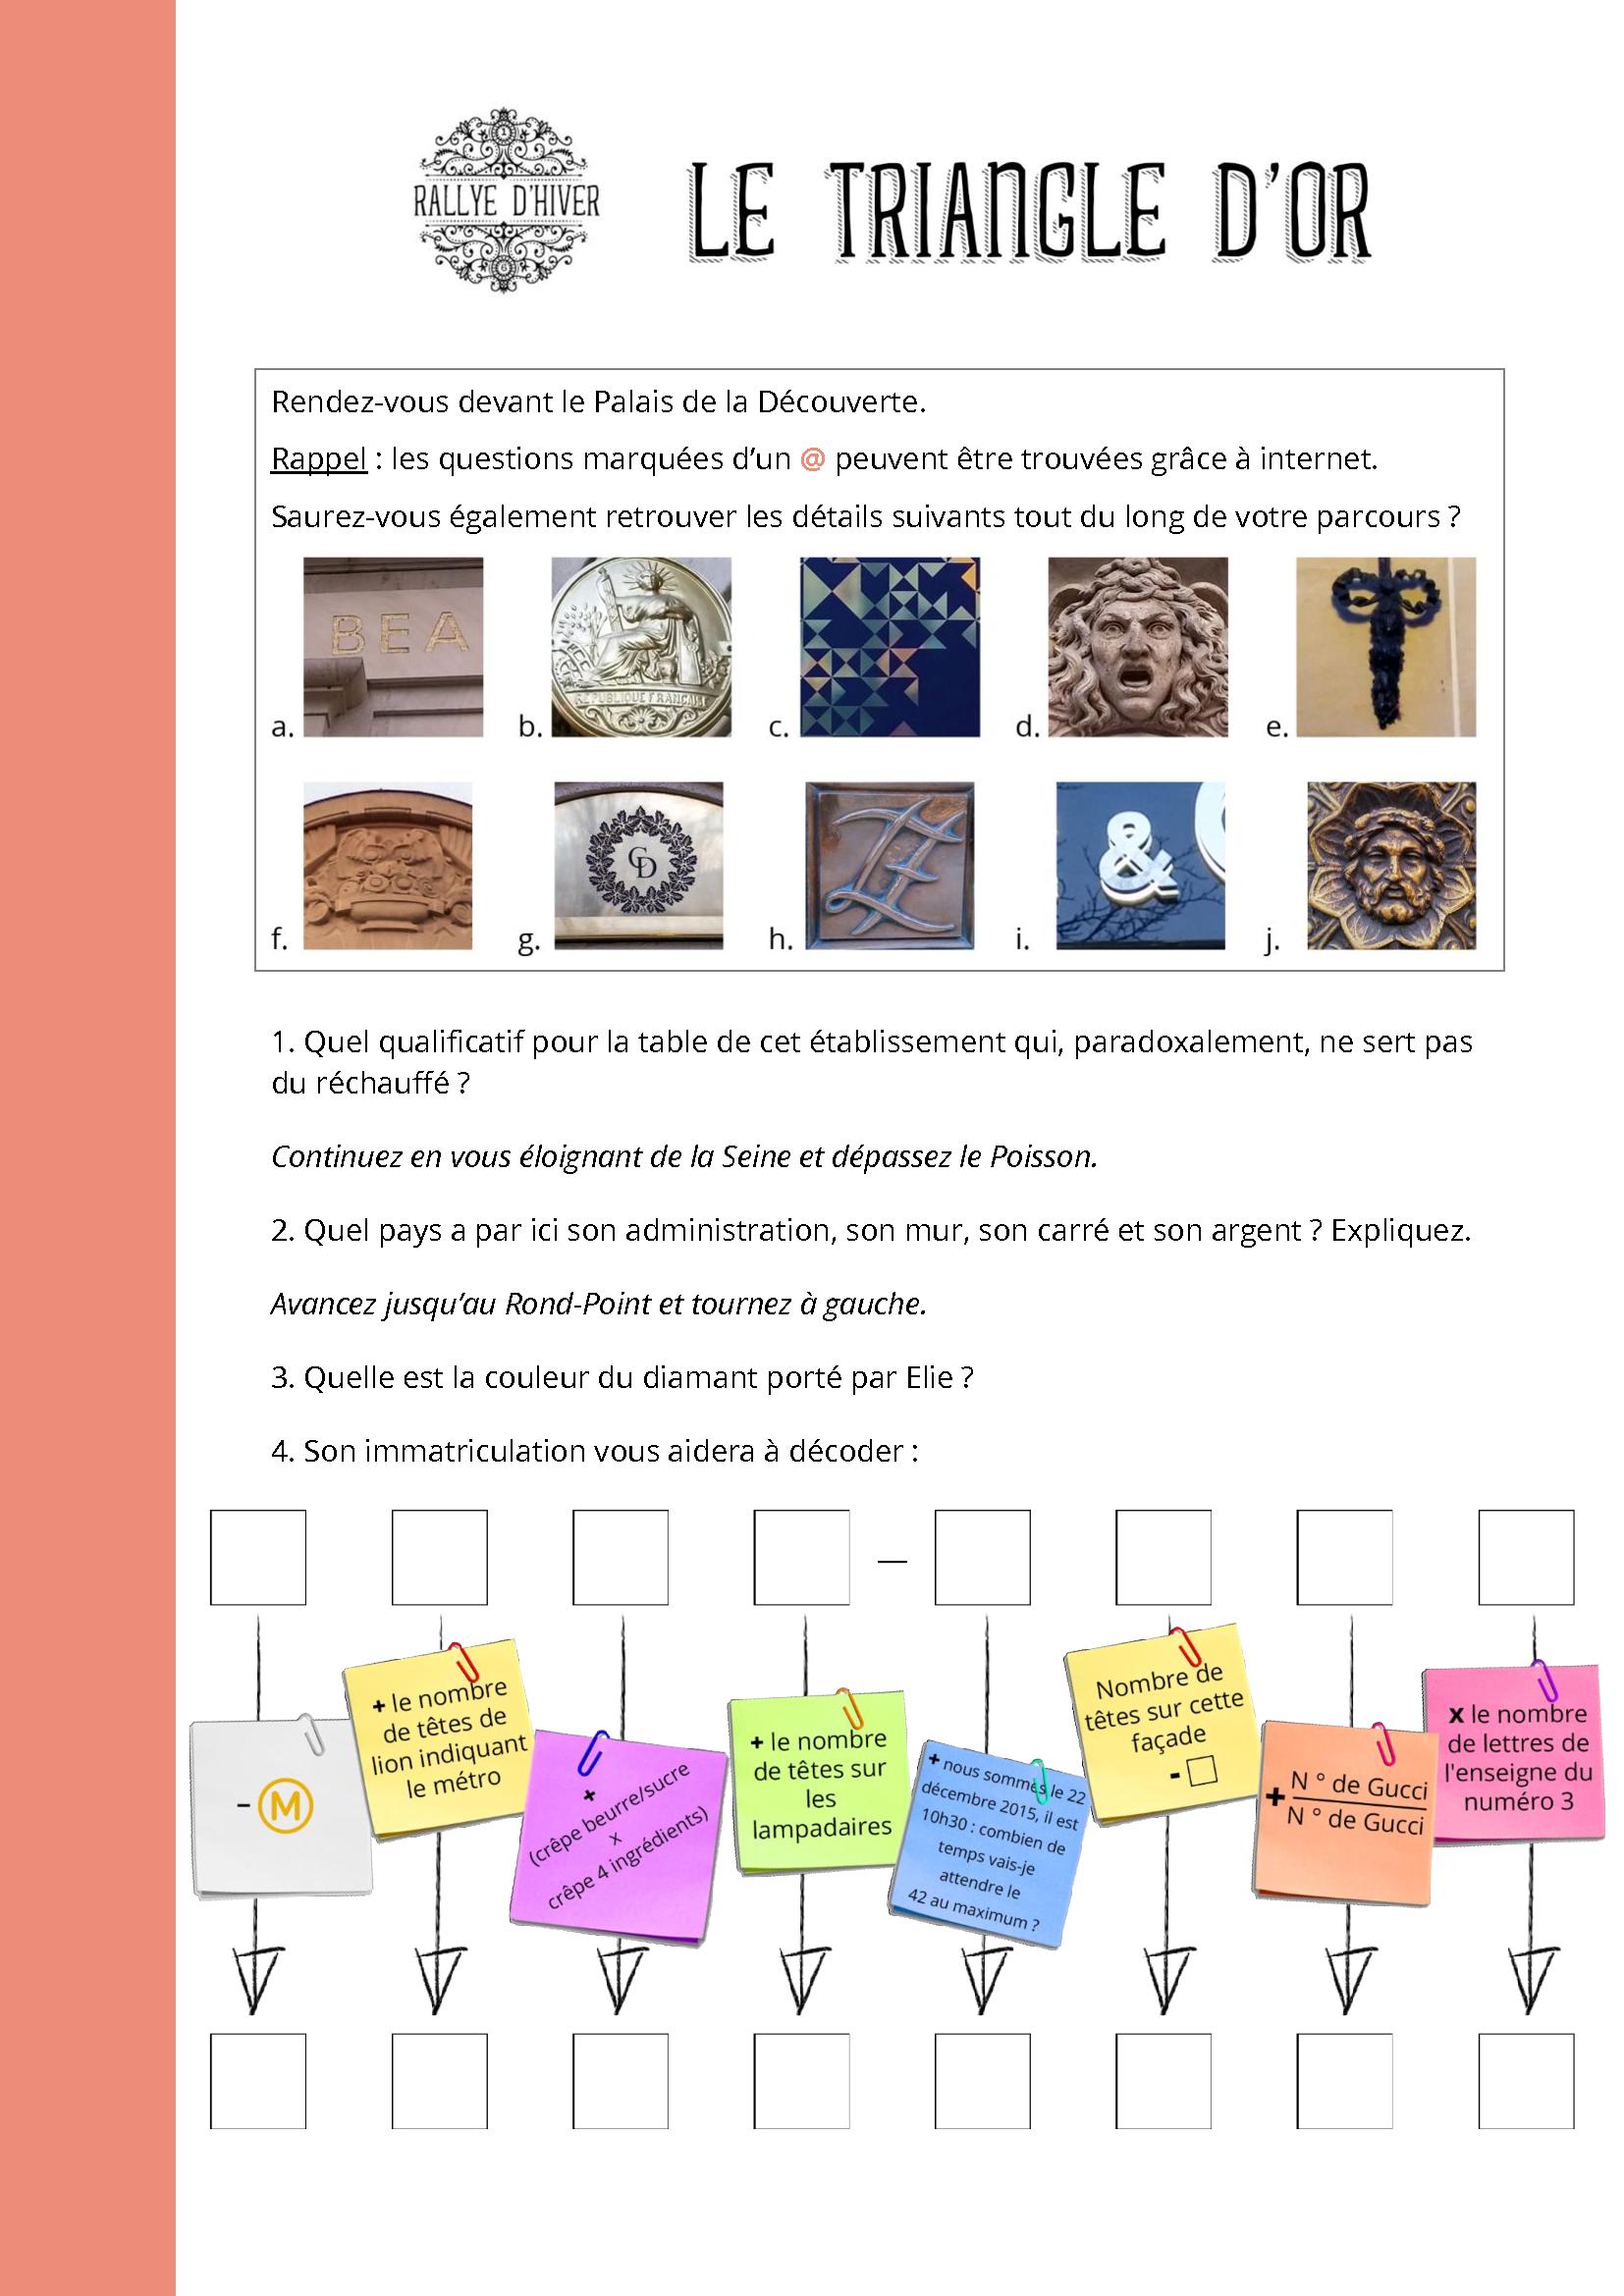 RALLYE D'HIVER
LE TRIANGLE D'OR
Rendez-vous devant le Palais de la Découverte.
Rappel : les questions marquées d’un @ peuvent être trouvées grâce à internet.
Saurez-vous également retrouver les détails suivants tout du long de votre parcours ?
BEA
REPUBLIQUE FRANCAISE
a.
b.
c.
d.
e.
CD
&
f.
g.
h.
i.
j.
1. Quel qualificatif pour la table de cet établissement qui, paradoxalement, ne sert pas
du réchauffé ?
Continuez en vous éloignant de la Seine et dépassez le Poisson.
2. Quel pays a par ici son administration, son mur, son carré et son argent ? Expliquez.
Avancez jusqu’au Rond-Point et tournez à gauche.
3. Quelle est la couleur du diamant porté par Elie ?
4. Son immatriculation vous aidera à décoder :
—
- M
+ le nombre
de têtes de
lion indiquant
le métro
+
(crêpe beurre/sucre
x
crêpe 4 ingrédients)
+ le nombre
de têtes sur
les
lampadaires
+ nous sommes le 22
décembre 2015, il est
10h30 : combien de
temps vais-je
attendre le
42 au maximum ?
Nombre de
têtes sur cette
façade
-
+ N ° de Gucci
N ° de Gucci
x le nombre
de lettres de
l'enseigne du
numéro 3